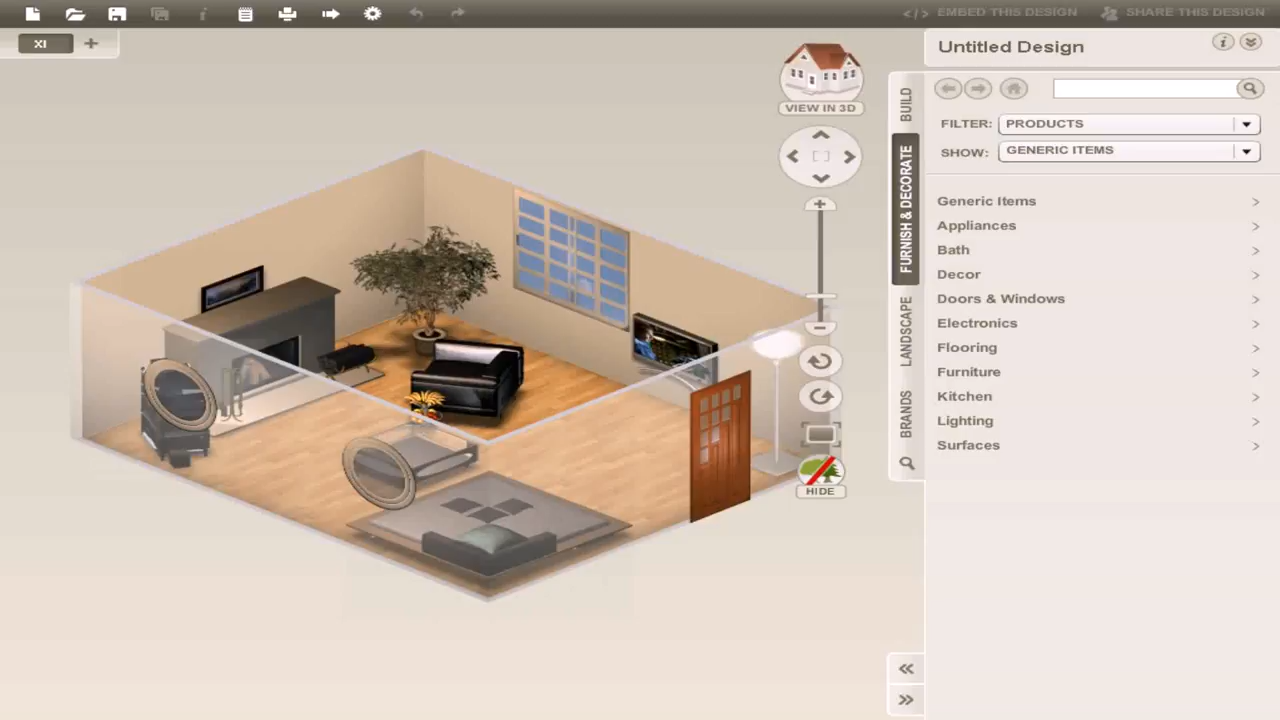 EMBED THIS DESIGN
SHARE THIS DESIGN
XI
Untitled Design
VIEW IN 3D
BUILD
FURNISH & DECORATE
LANDSCAPE
BRANDS
FILTER: PRODUCTS
SHOW: GENERIC ITEMS
Generic Items
Appliances
Bath
Decor
Doors & Windows
Electronics
Flooring
Furniture
Kitchen
Lighting
Surfaces
HIDE